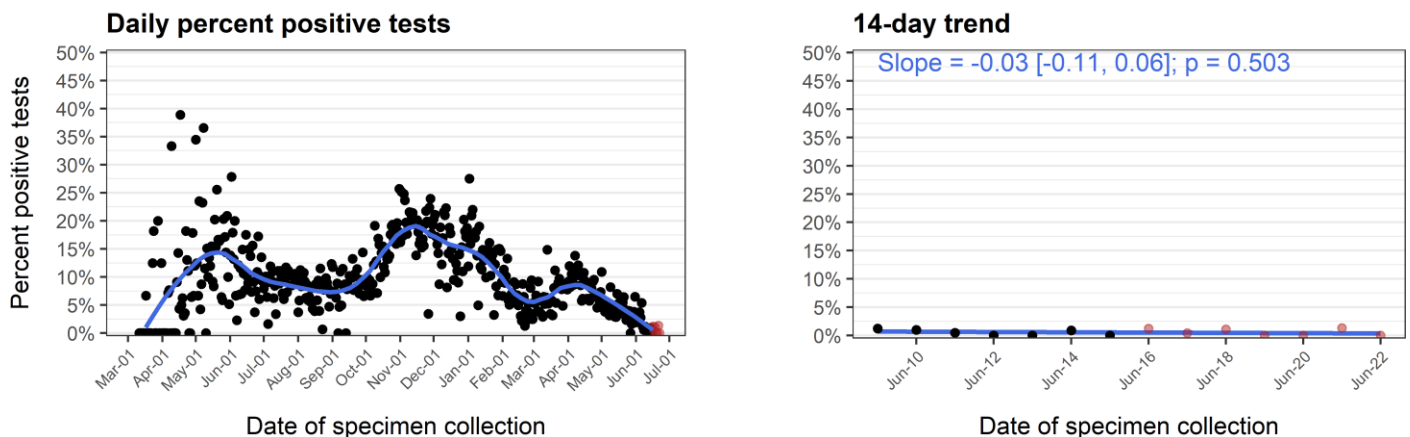 Daily percent positive tests
Percent positive tests
50%
45%
40%
35%
30%
25%
20%
15%
10%
5%
0%
Mar-01
Apr-01
May-01
Jun-01
Jul-01
Aug-01
Sep-01
Oct-01
Nov-01
Dec-01
Jan-01
Feb-01
Mar-01
Apr-01
May-01
Jun-01
Jul-01
Date of specimen collection
14-day trend
Slope = -0.03 [-0.11, 0.06]; p = 0.503
50%
45%
40%
35%
30%
25%
20%
15%
10%
5%
0%
Jun-10
Jun-12
Jun-14
Jun-16
Jun-18
Jun-20
Jun-22
Date of specimen collection